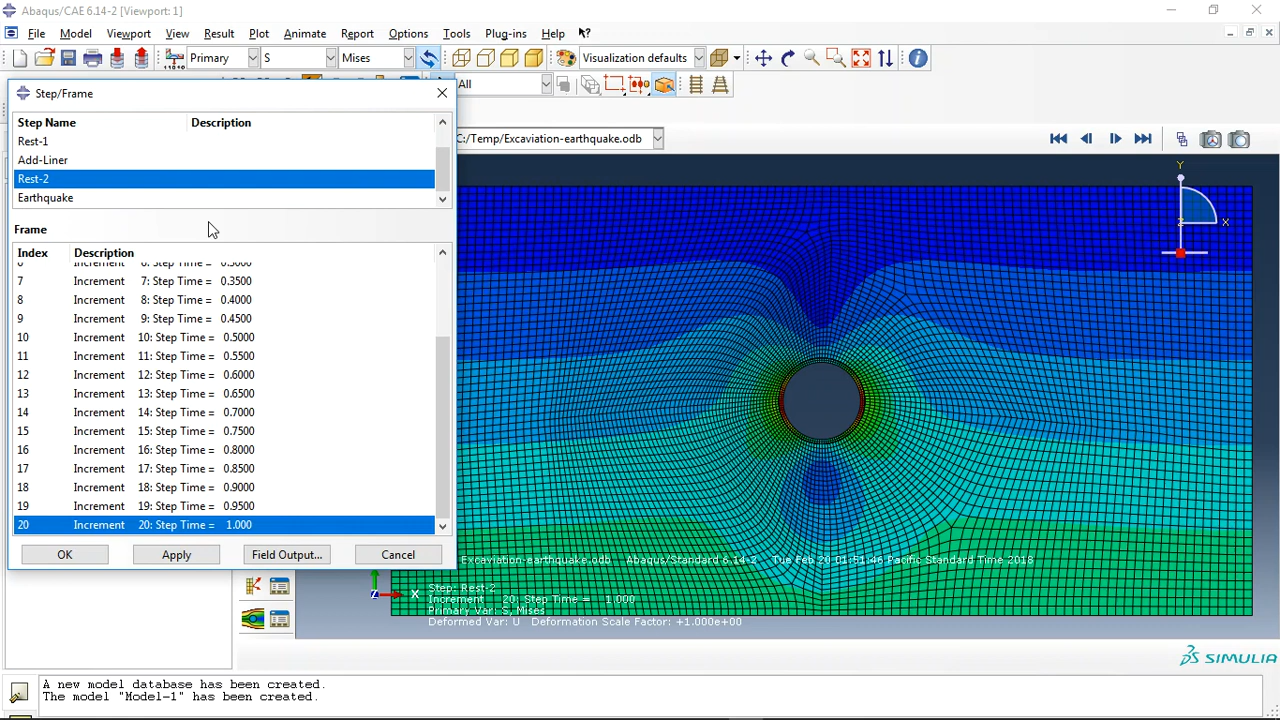 Abaqus/CAE 6.14-2 [Viewport: 1]
File Model Viewport View Result Plot Animate Report Options Tools Plug-ins Help
Primary S Mises Visualization defaults
All
Step/Frame
C:/Temp/Excaviation-earthquake.odb
Step Name Description
Rest-1
Add-Liner
Rest-2
Earthquake
Frame
Index Description
7 Increment 7: Step Time = 0.3500
8 Increment 8: Step Time = 0.4000
9 Increment 9: Step Time = 0.4500
10 Increment 10: Step Time = 0.5000
11 Increment 11: Step Time = 0.5500
12 Increment 12: Step Time = 0.6000
13 Increment 13: Step Time = 0.6500
14 Increment 14: Step Time = 0.7000
15 Increment 15: Step Time = 0.7500
16 Increment 16: Step Time = 0.8000
17 Increment 17: Step Time = 0.8500
18 Increment 18: Step Time = 0.9000
19 Increment 19: Step Time = 0.9500
20 Increment 20: Step Time = 1.000
OK Apply Field Output... Cancel
Y
X
Z
Excaviation-earthquake.odb Abaqus/Standard 6.14-2 Tue Feb 20 01:51:46 Pacific Standard Time 2018
X
Step: Rest-2
Increment 20: Step Time = 1.000
Primary Var: S, Mises
Deformed Var: U Deformation Scale Factor: +1.000e+00
SIMULIA
A new model database has been created.
The model "Model-1" has been created.